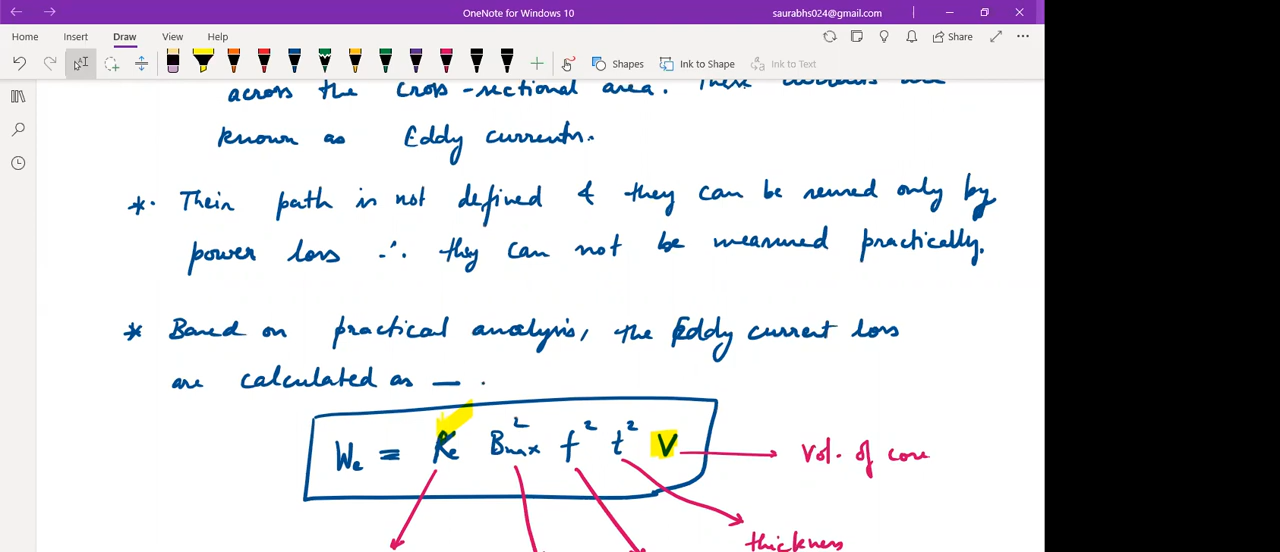 OneNote for Windows 10
saurabhs024@gmail.com
Home Insert Draw View Help
Share
Shapes Ink to Shape Ink to Text
across the cross-sectional area. These currents are
known as Eddy currents.
*. Their path is not defined & they can be sensed only by
power loss ∴ they can not be measured practically.
* Based on practical analysis, the Eddy current loss
are calculated as — .
We = Ke Bmax² f² t² V
Vol. of core
thickness